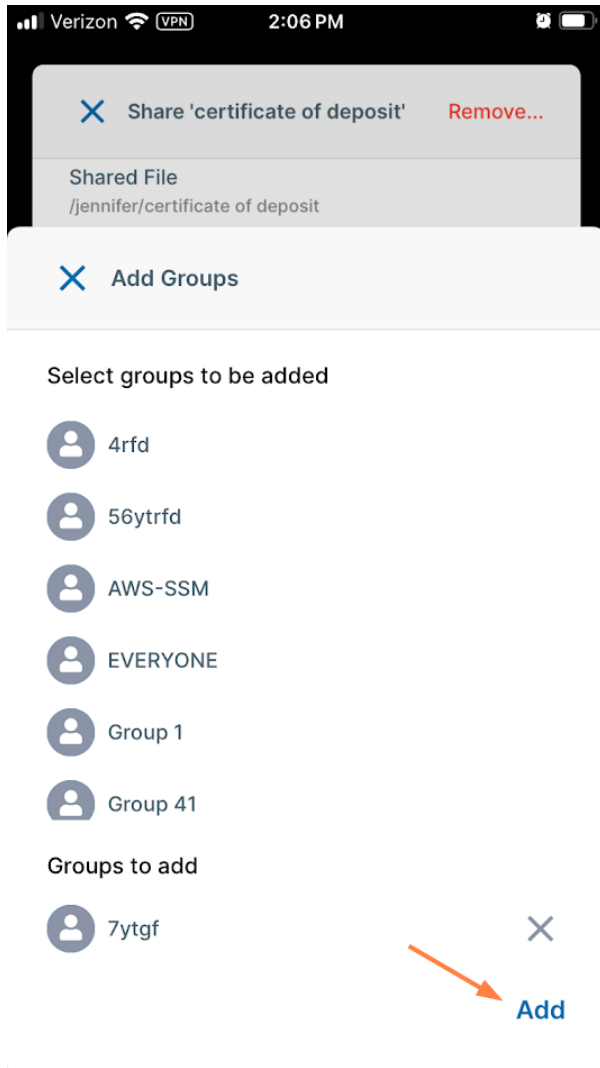 Verizon VPN 2:06 PM
Share 'certificate of deposit' Remove...
Shared File
/jennifer/certificate of deposit
Add Groups
Select groups to be added
4rfd
56ytrfd
AWS-SSM
EVERYONE
Group 1
Group 41
Groups to add
7ytgf
Add